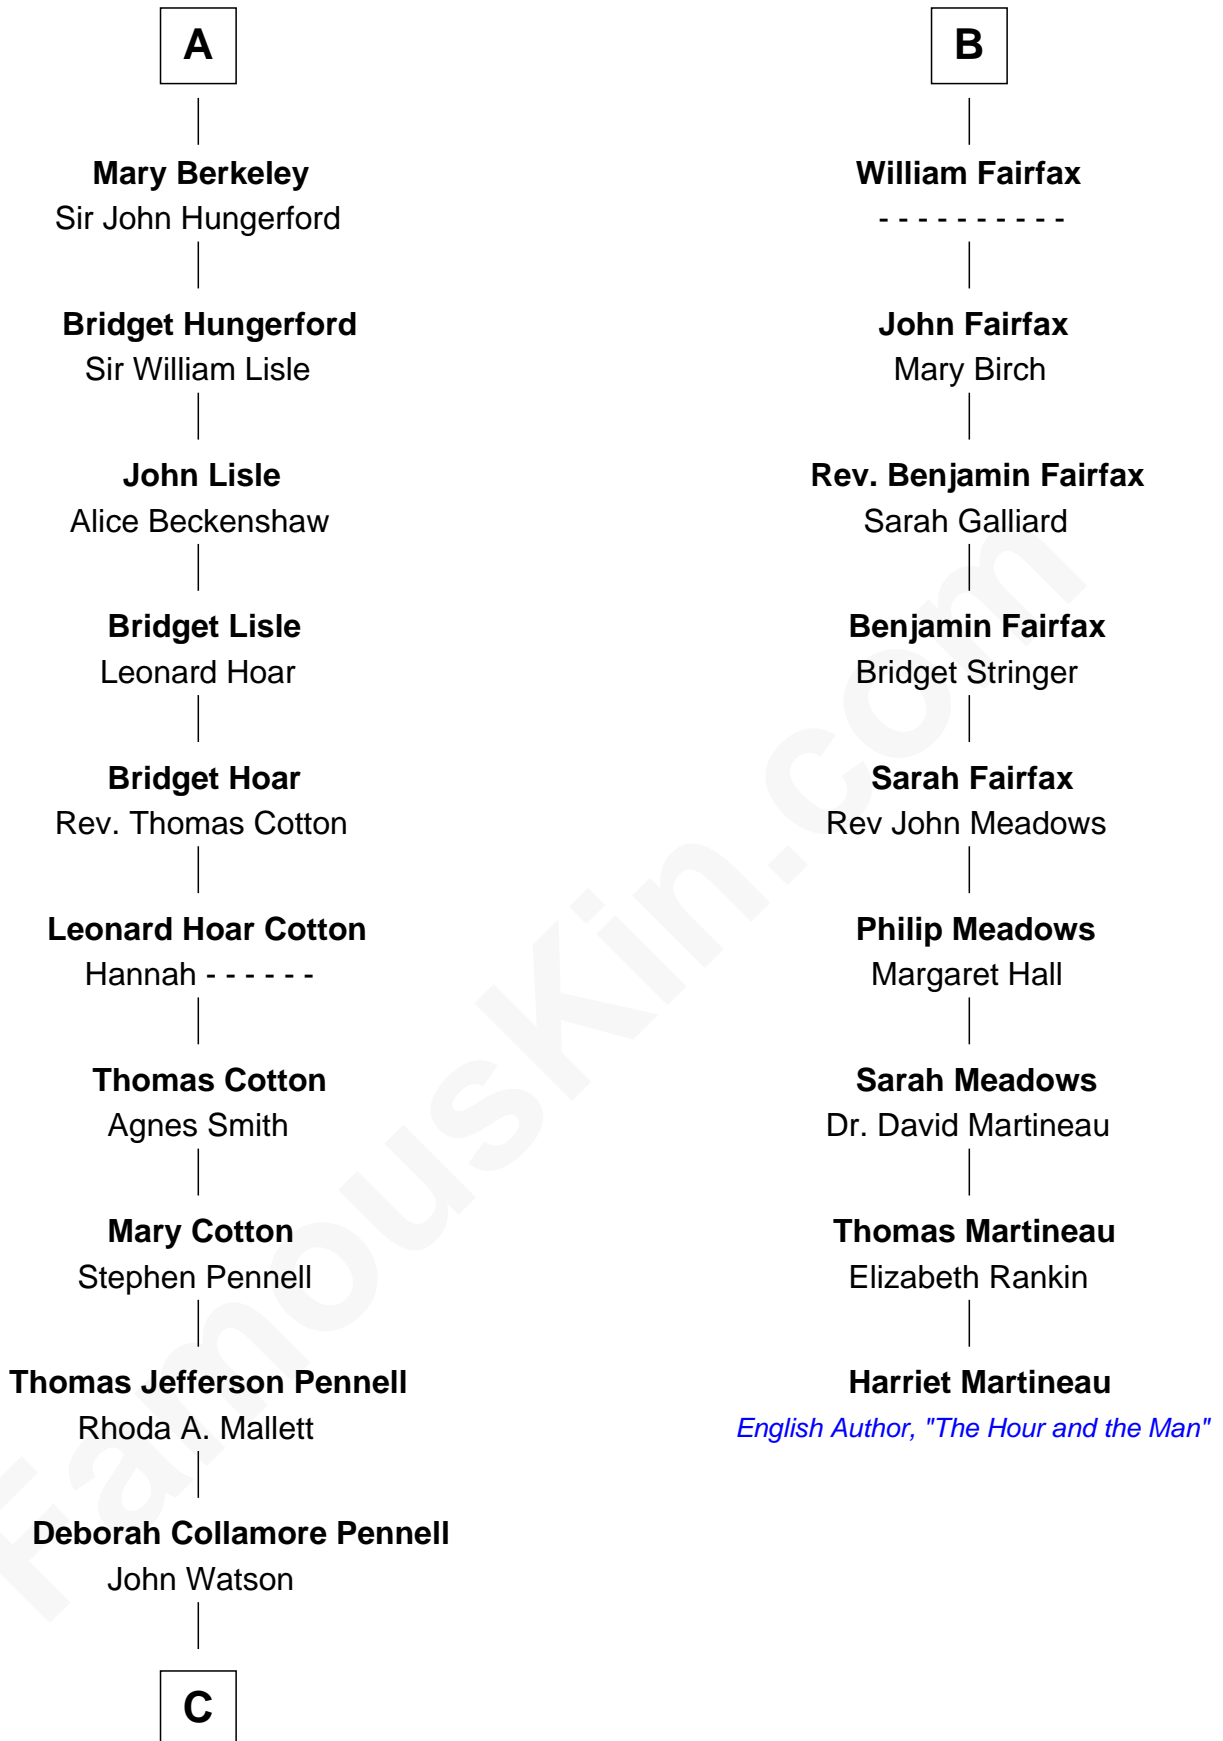 A
Mary Berkeley
Sir John Hungerford
Bridget Hungerford
Sir William Lisle
John Lisle
Alice Beckenshaw
Bridget Lisle
Leonard Hoar
Bridget Hoar
Rev. Thomas Cotton
Leonard Hoar Cotton
Hannah - - - - - -
Thomas Cotton
Agnes Smith
Mary Cotton
Stephen Pennell
Thomas Jefferson Pennell
Rhoda A. Mallett
Deborah Collamore Pennell
John Watson
C
B
William Fairfax
- - - - - - - - - -
John Fairfax
Mary Birch
Rev. Benjamin Fairfax
Sarah Galliard
Benjamin Fairfax
Bridget Stringer
Sarah Fairfax
Rev John Meadows
Philip Meadows
Margaret Hall
Sarah Meadows
Dr. David Martineau
Thomas Martineau
Elizabeth Rankin
Harriet Martineau
English Author, "The Hour and the Man"
FamousKin.com